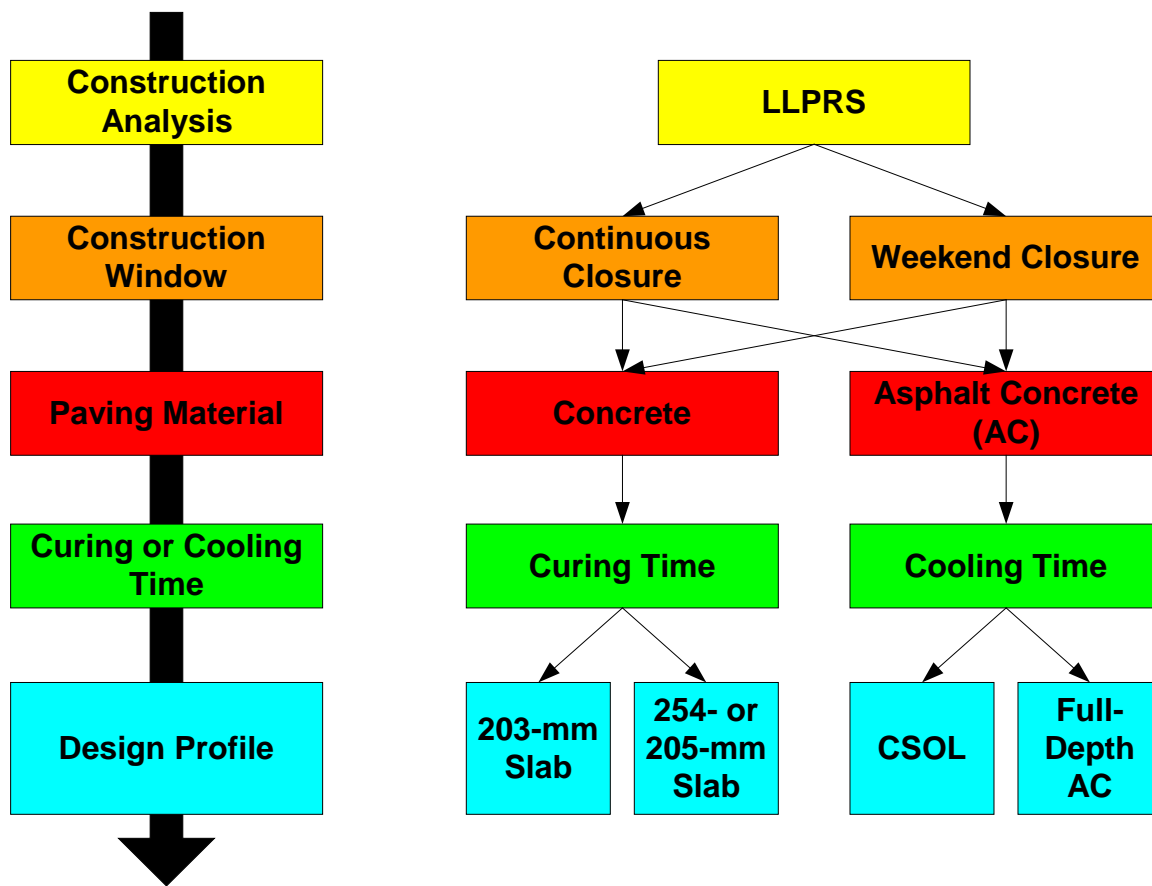 Construction
Analysis
LLPRS
Construction
Window
Continuous
Closure
Weekend Closure
Paving Material
Concrete
Asphalt Concrete
(AC)
Curing or Cooling
Time
Curing Time
Cooling Time
Design Profile
203-mm
Slab
254- or
205-mm
Slab
CSOL
Full-
Depth
AC